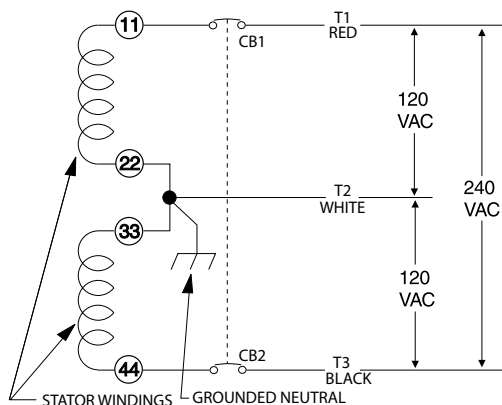 11
T1
RED
CB1
120
VAC
240
VAC
22
T2
WHITE
33
120
VAC
44
CB2
T3
BLACK
STATOR WINDINGS
GROUNDED NEUTRAL